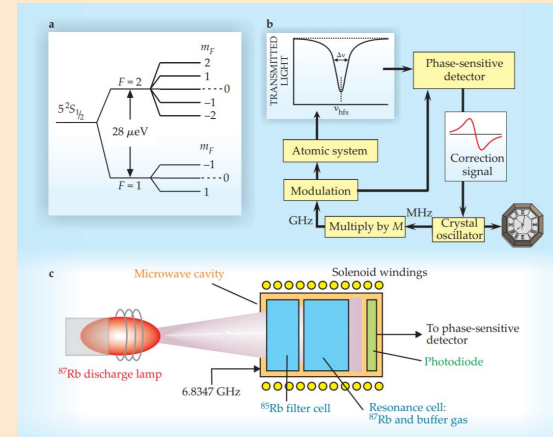 a
m_F
2
1
F = 2
0
−1
−2
5²S½
28 μeV
m_F
−1
F = 1
0
1
b
TRANSMITTED
LIGHT
Δν
ν_hfs
Phase-sensitive
detector
Atomic system
Correction
signal
Modulation
GHz
Multiply by M
MHz
Crystal
oscillator
c
Microwave cavity
Solenoid windings
To phase-sensitive
detector
Photodiode
⁸⁷Rb discharge lamp
6.8347 GHz
⁸⁵Rb filter cell
Resonance cell:
⁸⁷Rb and buffer gas